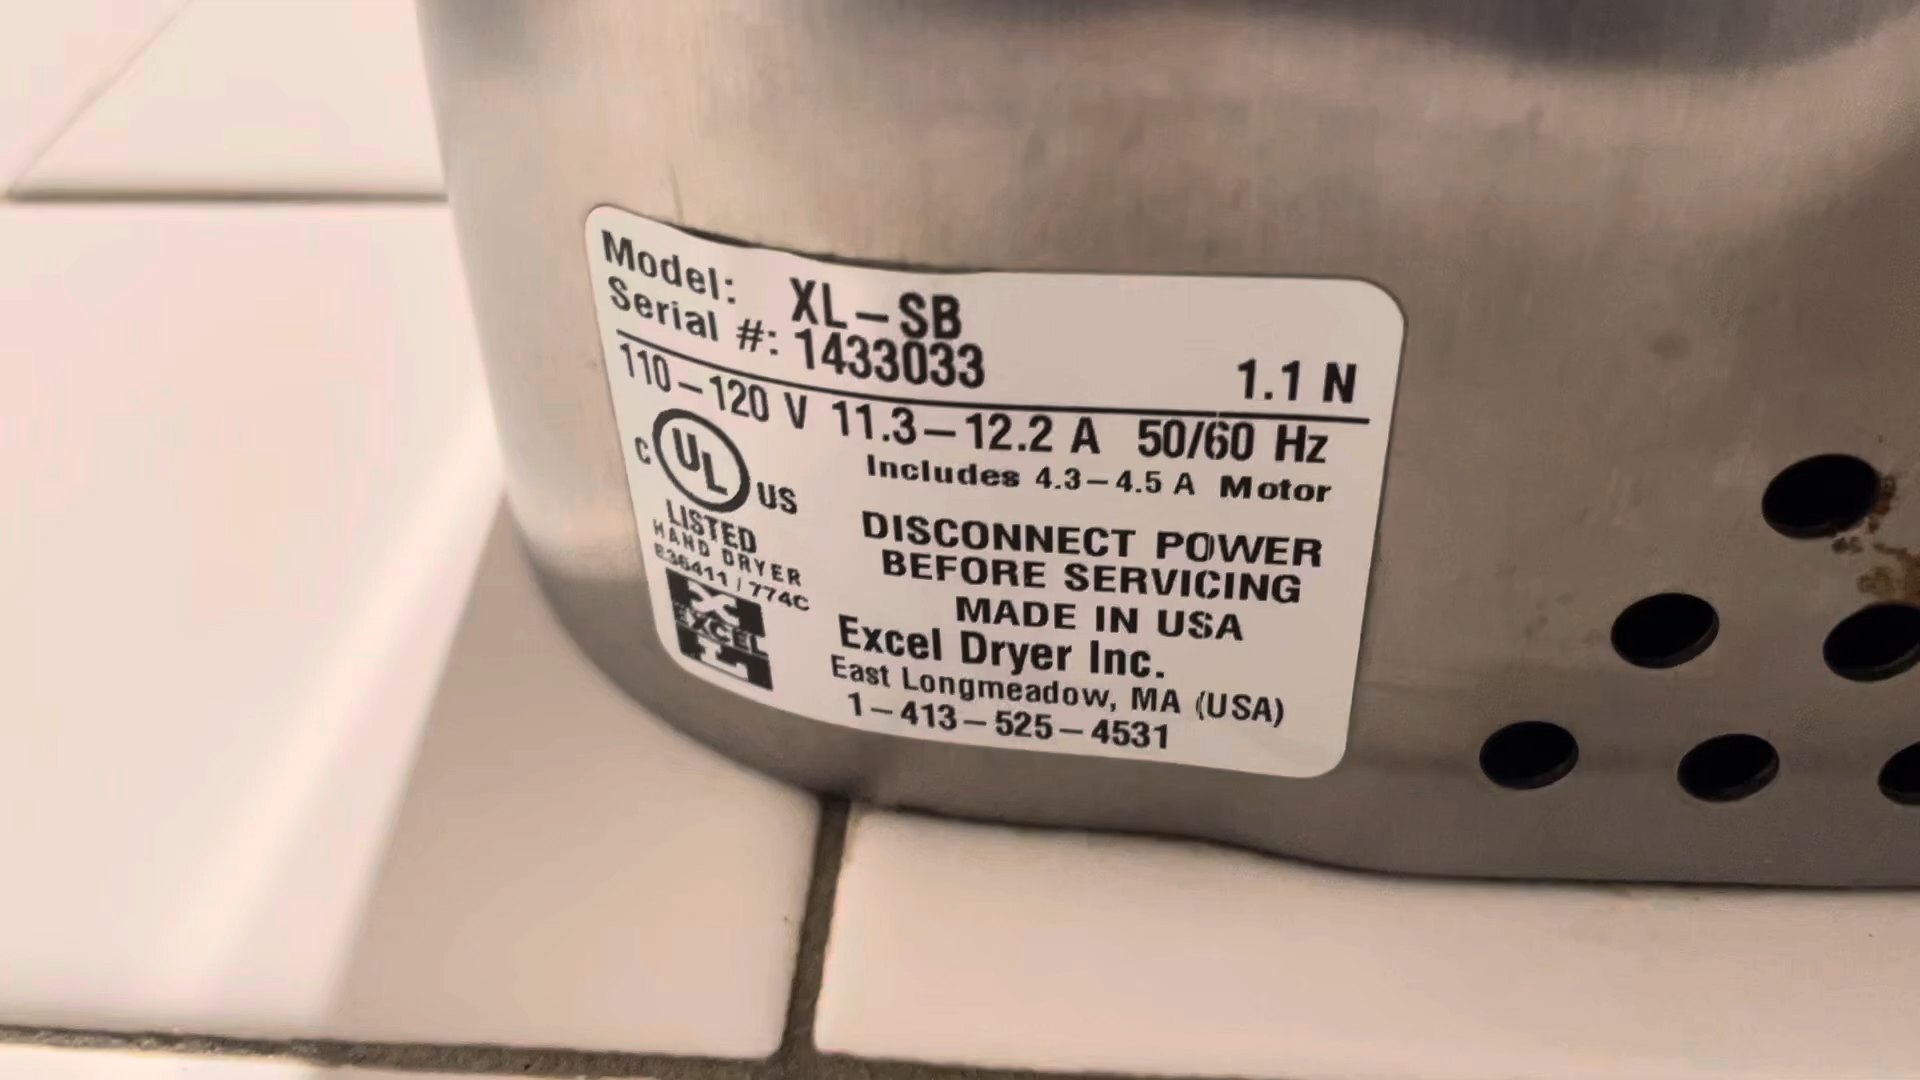 Model: XL-SB
Serial #: 1433033 1.1 N
110-120 V 11.3-12.2 A 50/60 Hz
Includes 4.3-4.5 A Motor
C UL US
LISTED
HAND DRYER
E36411 / 774C
XL
EXCEL
DISCONNECT POWER
BEFORE SERVICING
MADE IN USA
Excel Dryer Inc.
East Longmeadow, MA (USA)
1-413-525-4531